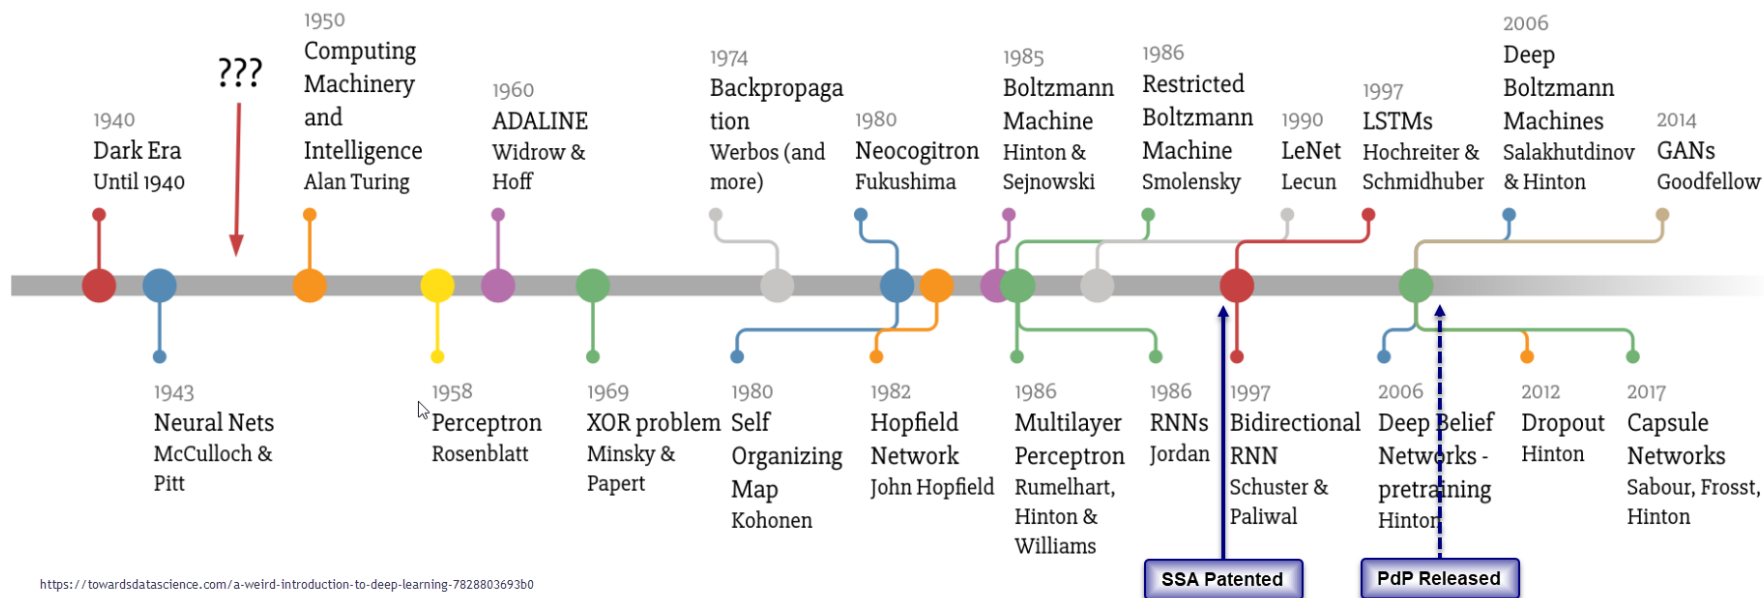 1940
Dark Era
Until 1940
???
1950
Computing
Machinery
and
Intelligence
Alan Turing
1960
ADALINE
Widrow &
Hoff
1974
Backpropaga
tion
Werbos (and
more)
1980
Neocogitron
Fukushima
1985
Boltzmann
Machine
Hinton &
Sejnowski
1986
Restricted
Boltzmann
Machine
Smolensky
1990
LeNet
Lecun
1997
LSTMs
Hochreiter &
Schmidhuber
2006
Deep
Boltzmann
Machines
Salakhutdinov
& Hinton
2014
GANs
Goodfellow
1943
Neural Nets
McCulloch &
Pitt
1958
Perceptron
Rosenblatt
1969
XOR problem
Minsky &
Papert
1980
Self
Organizing
Map
Kohonen
1982
Hopfield
Network
John Hopfield
1986
Multilayer
Perceptron
Rumelhart,
Hinton &
Williams
1986
RNNs
Jordan
1997
Bidirectional
RNN
Schuster &
Paliwal
2006
Deep Belief
Networks -
pretraining
Hinton
2012
Dropout
Hinton
2017
Capsule
Networks
Sabour, Frosst,
Hinton
SSA Patented
PdP Released
https://towardsdatascience.com/a-weird-introduction-to-deep-learning-7828803693b0